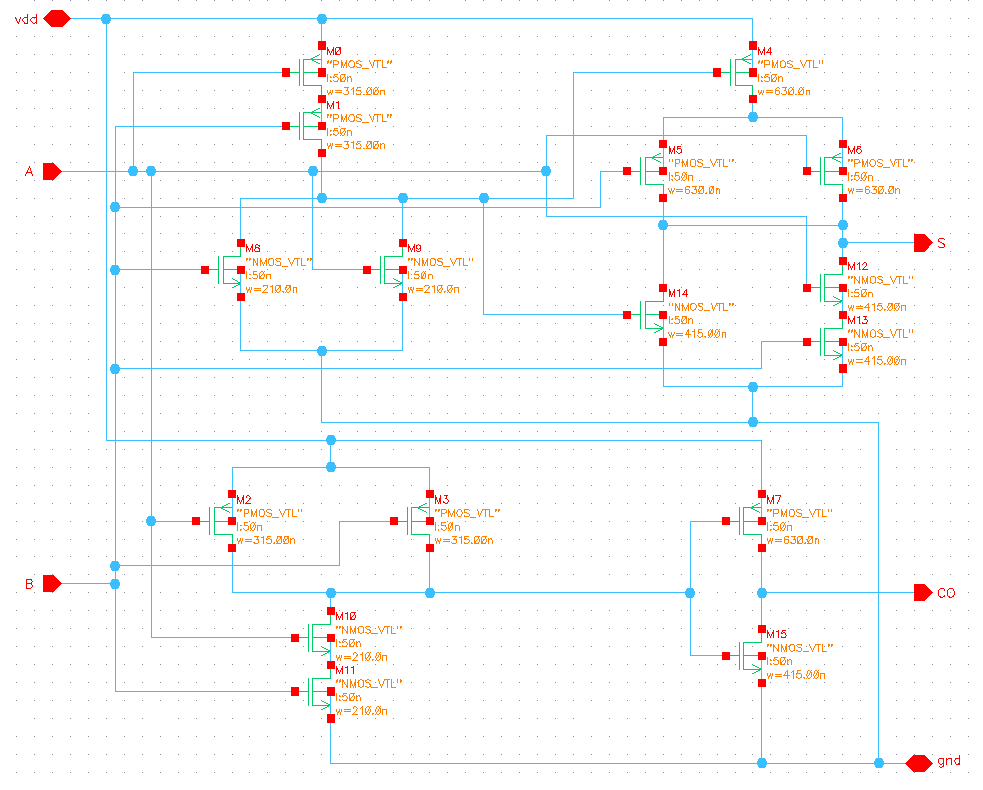 vdd
M0
"PMOS_VTL"
l:50n
w=315.00n
M1
"PMOS_VTL"
l:50n
w=315.00n
M4
"PMOS_VTL"
l:50n
w=630.0n
A
M5
"PMOS_VTL"
l:50n
w=630.0n
M6
"PMOS_VTL"
l:50n
w=630.0n
M8
"NMOS_VTL"
l:50n
w=210.0n
M9
"NMOS_VTL"
l:50n
w=210.0n
S
M12
"NMOS_VTL"
l:50n
w=415.00n
M14
"NMOS_VTL"
l:50n
w=415.00n
M13
"NMOS_VTL"
l:50n
w=415.00n
M2
"PMOS_VTL"
l:50n
w=315.00n
M3
"PMOS_VTL"
l:50n
w=315.00n
M7
"PMOS_VTL"
l:50n
w=630.0n
B
CO
M10
"NMOS_VTL"
l:50n
w=210.0n
M11
"NMOS_VTL"
l:50n
w=210.0n
M15
"NMOS_VTL"
l:50n
w=415.00n
gnd